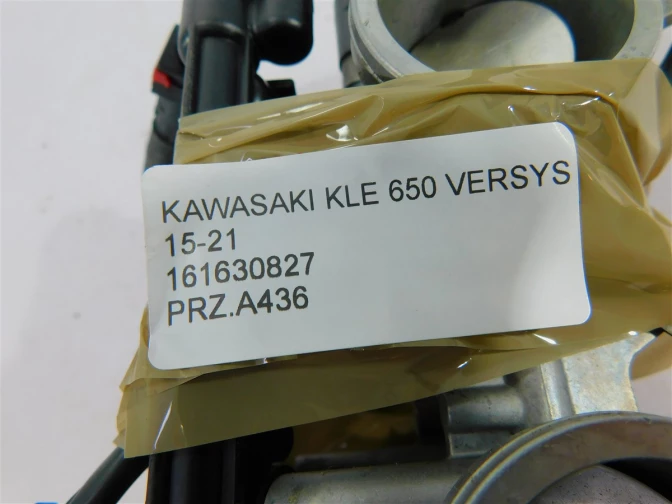 KAWASAKI KLE 650 VERSYS
15-21
161630827
PRZ.A436